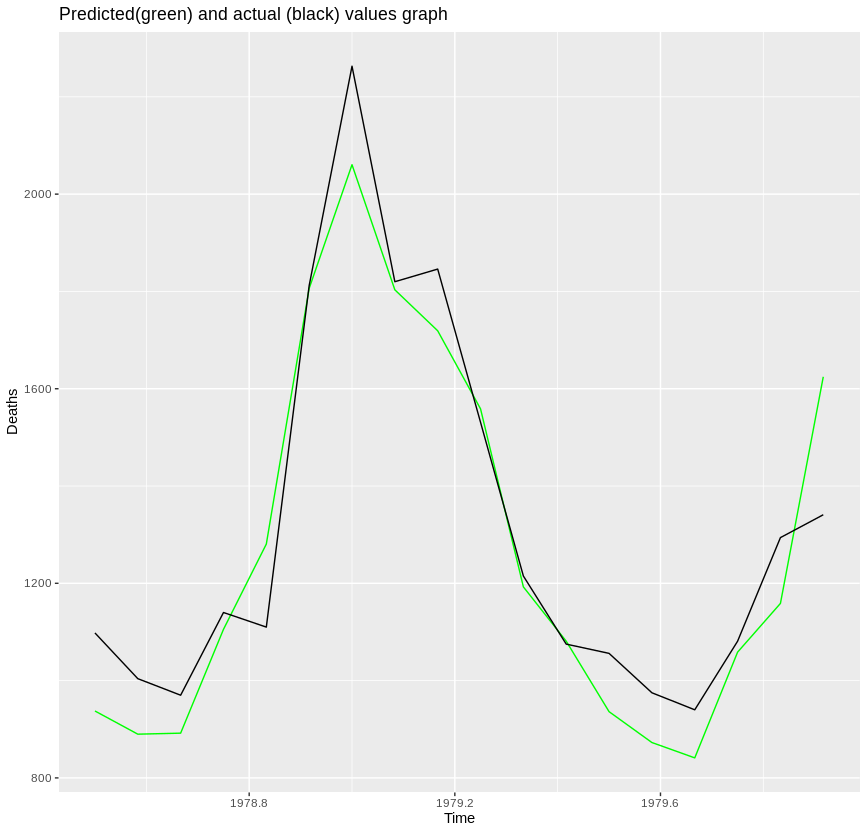 Predicted(green) and actual (black) values graph
Deaths
2000
1600
1200
800
1978.8 1979.2 1979.6
Time